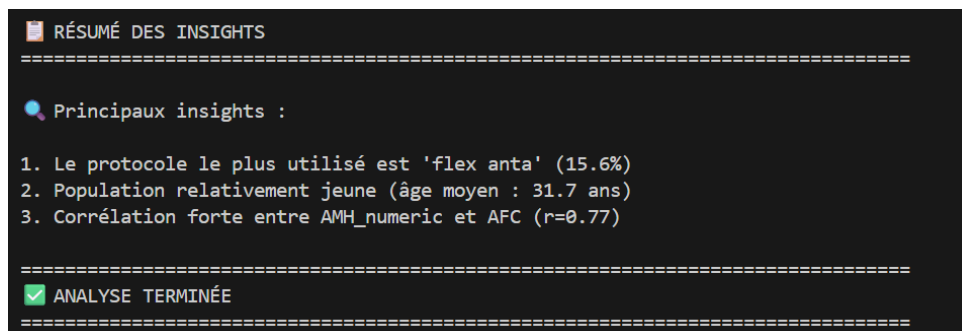 📋 RÉSUMÉ DES INSIGHTS
================================================================================
🔍 Principaux insights :
1. Le protocole le plus utilisé est 'flex anta' (15.6%)
2. Population relativement jeune (âge moyen : 31.7 ans)
3. Corrélation forte entre AMH_numeric et AFC (r=0.77)
================================================================================
✅ ANALYSE TERMINÉE
================================================================================